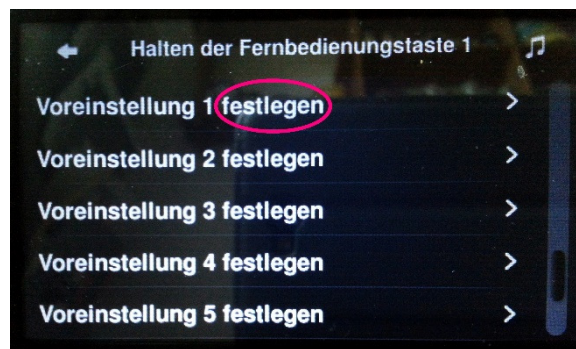 Halten der Fernbedienungstaste 1
Voreinstellung 1 festlegen
Voreinstellung 2 festlegen
Voreinstellung 3 festlegen
Voreinstellung 4 festlegen
Voreinstellung 5 festlegen